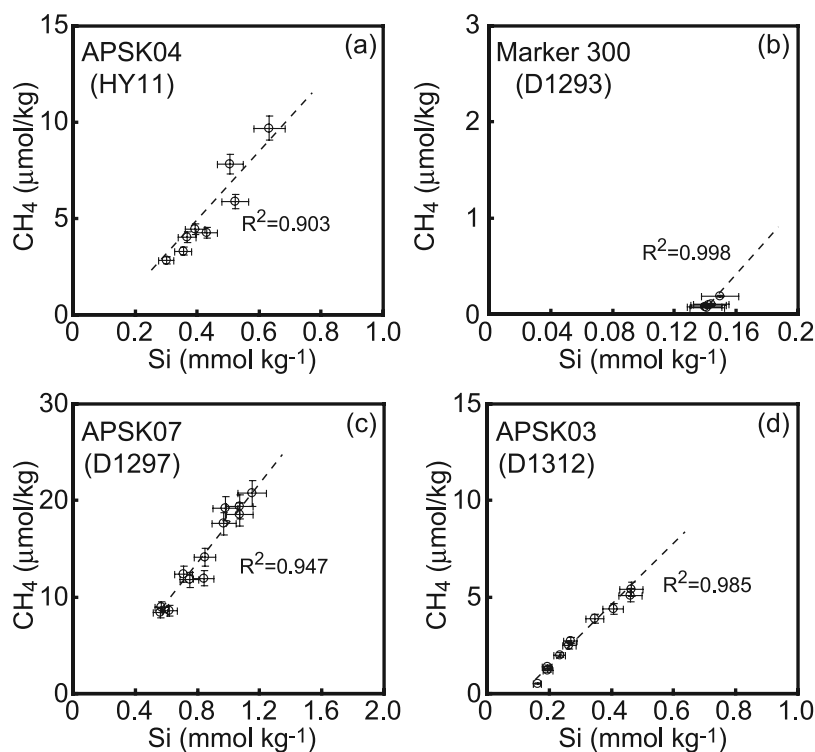 APSK04
(HY11)
(a)
15
10
5
0
CH₄ (μmol/kg)
R²=0.903
0 0.2 0.4 0.6 0.8 1.0
Si (mmol kg⁻¹)
Marker 300
(D1293)
(b)
3
2
1
0
CH₄ (μmol/kg)
R²=0.998
0 0.04 0.08 0.12 0.16 0.2
Si (mmol kg⁻¹)
APSK07
(D1297)
(c)
30
20
10
0
CH₄ (μmol/kg)
R²=0.947
0 0.4 0.8 1.2 1.6 2.0
Si (mmol kg⁻¹)
APSK03
(D1312)
(d)
15
10
5
0
CH₄ (μmol/kg)
R²=0.985
0 0.2 0.4 0.6 0.8 1.0
Si (mmol kg⁻¹)